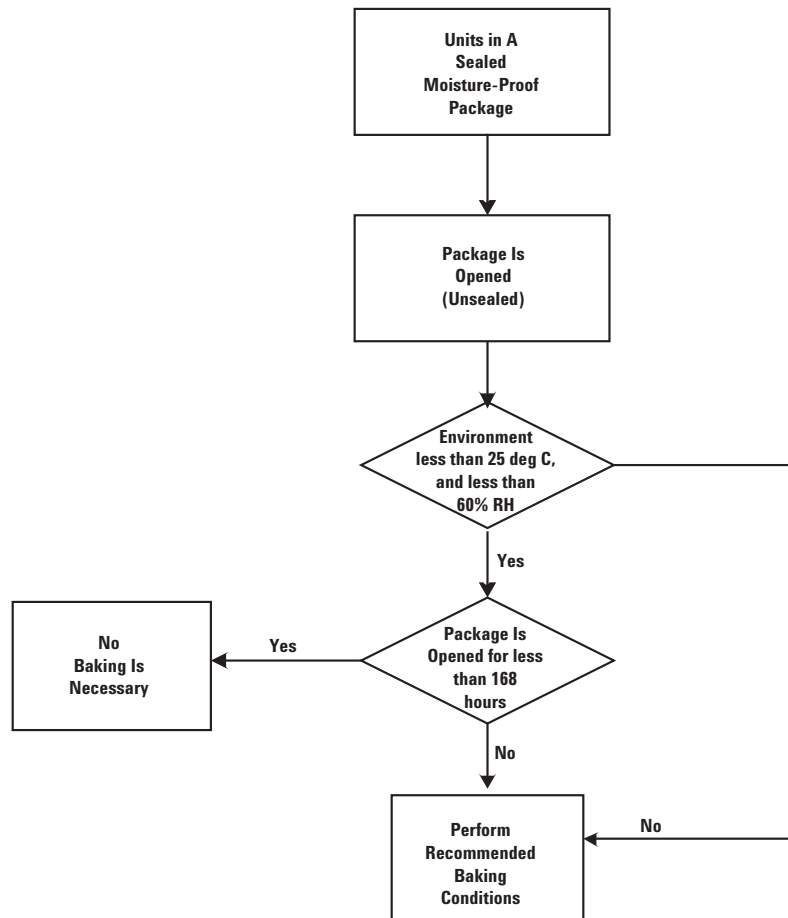 Units in A
Sealed
Moisture-Proof
Package
Package Is
Opened
(Unsealed)
Environment
less than 25 deg C,
and less than
60% RH
Yes
No
Baking Is
Necessary
Yes
Package Is
Opened for less
than 168
hours
No
Perform
Recommended
Baking
Conditions
No